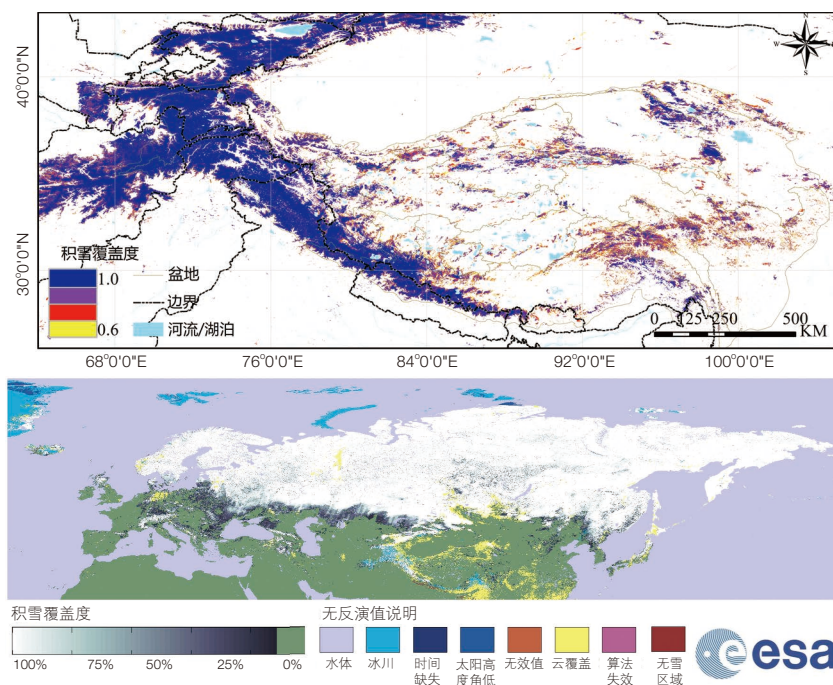 N
W
E
S
40°0'0"N
30°0'0"N
积雪覆盖度
1.0
0.6
盆地
边界
河流/湖泊
0 125 250 500
KM
68°0'0"E 76°0'0"E 84°0'0"E 92°0'0"E 100°0'0"E
积雪覆盖度
100% 75% 50% 25% 0%
无反演值说明
水体 冰川 时间缺失 太阳高度角低 无效值 云覆盖 算法失效 无雪区域
esa